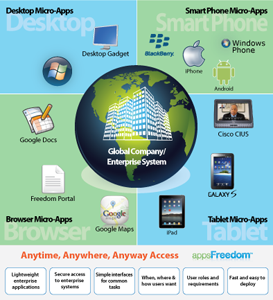 Desktop Micro-Apps
Desktop
Smart Phone Micro-Apps
Smart Phone
Desktop Gadget
BlackBerry
iPhone
Windows
Phone
Android
Google Docs
Global Company/
Enterprise System
Cisco CIUS
GALAXY S
Freedom Portal
Google
Google Maps
iPad
Browser Micro-Apps
Browser
Tablet Micro-Apps
Tablet
Anytime, Anywhere, Anyway Access
appsFreedom
Lightweight
enterprise
applications
Secure access
to enterprise
systems
Simple interfaces
for common
tasks
When, where &
how users want
User roles and
requirements
Fast and easy to
deploy